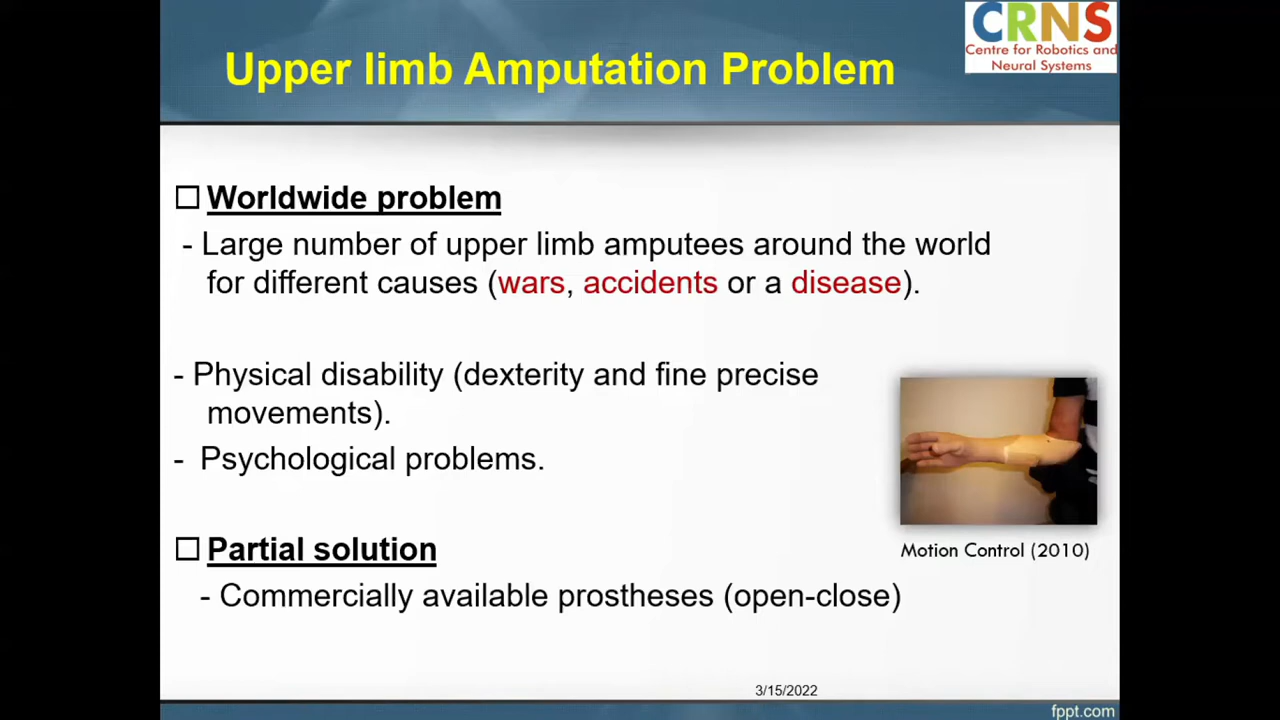 CRNS
Centre for Robotics and
Neural Systems
Upper limb Amputation Problem
Worldwide problem
- Large number of upper limb amputees around the world
for different causes (wars, accidents or a disease).
- Physical disability (dexterity and fine precise
movements).
- Psychological problems.
Motion Control (2010)
Partial solution
- Commercially available prostheses (open-close)
3/15/2022
fppt.com